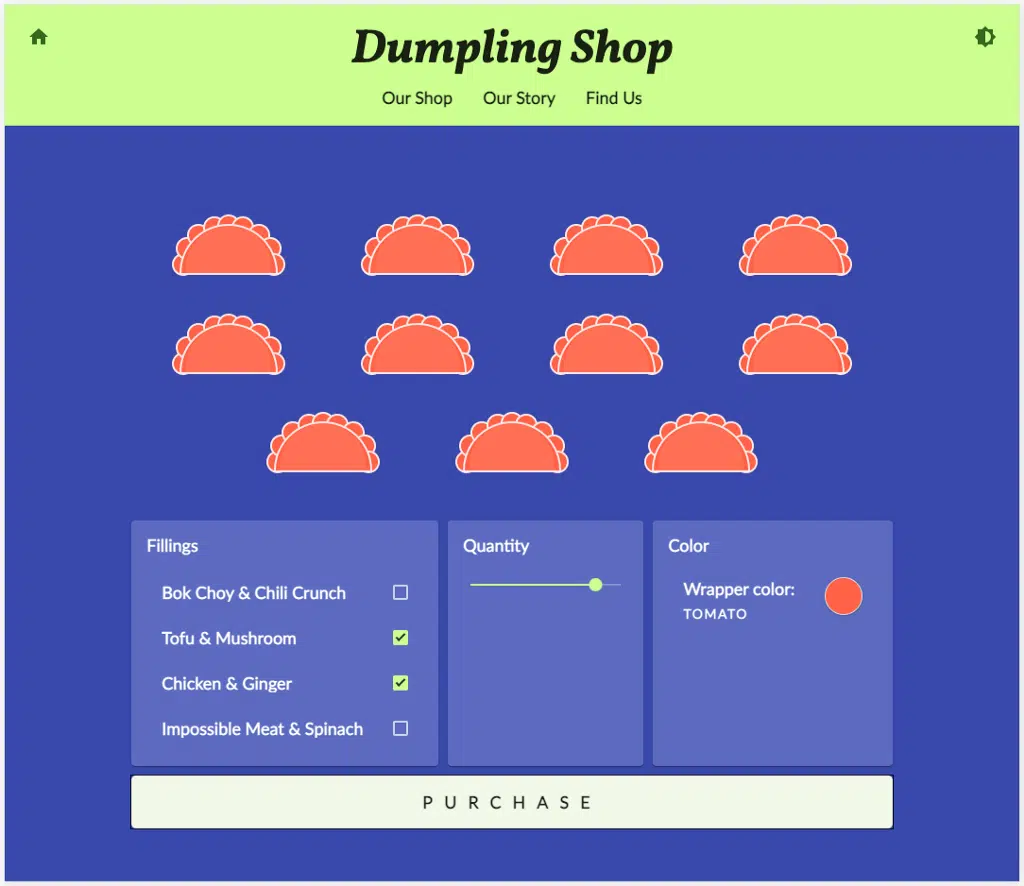 Dumpling Shop
Our Shop Our Story Find Us
Fillings
Bok Choy & Chili Crunch
Tofu & Mushroom
Chicken & Ginger
Impossible Meat & Spinach
Quantity
Color
Wrapper color:
TOMATO
PURCHASE